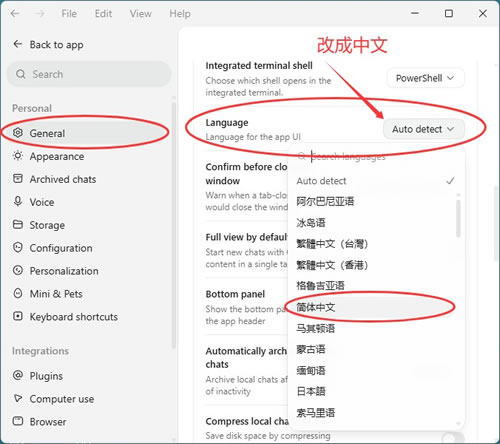 File Edit View Help
Back to app
Search
Personal
General
Appearance
Archived chats
Voice
Storage
Configuration
Personalization
Mini & Pets
Keyboard shortcuts
Integrations
Plugins
Computer use
Browser
改成中文
Integrated terminal shell
Choose which shell opens in the
integrated terminal.
PowerShell
Language
Language for the app UI
Auto detect
Confirm before clo
window
Warn when a tab-clo
would close the wind
Full view by default
Start new chats with
content in a single ta
Bottom panel
Show the bottom pa
the app header
Automatically arch
chats
Archive local chats af
of inactivity
Compress local cha
Save disk space by compressing
Search languages
Auto detect
阿尔巴尼亚语
冰岛语
繁體中文（台灣）
繁體中文（香港）
格鲁吉亚语
简体中文
马其顿语
蒙古语
缅甸语
日本語
索马里语